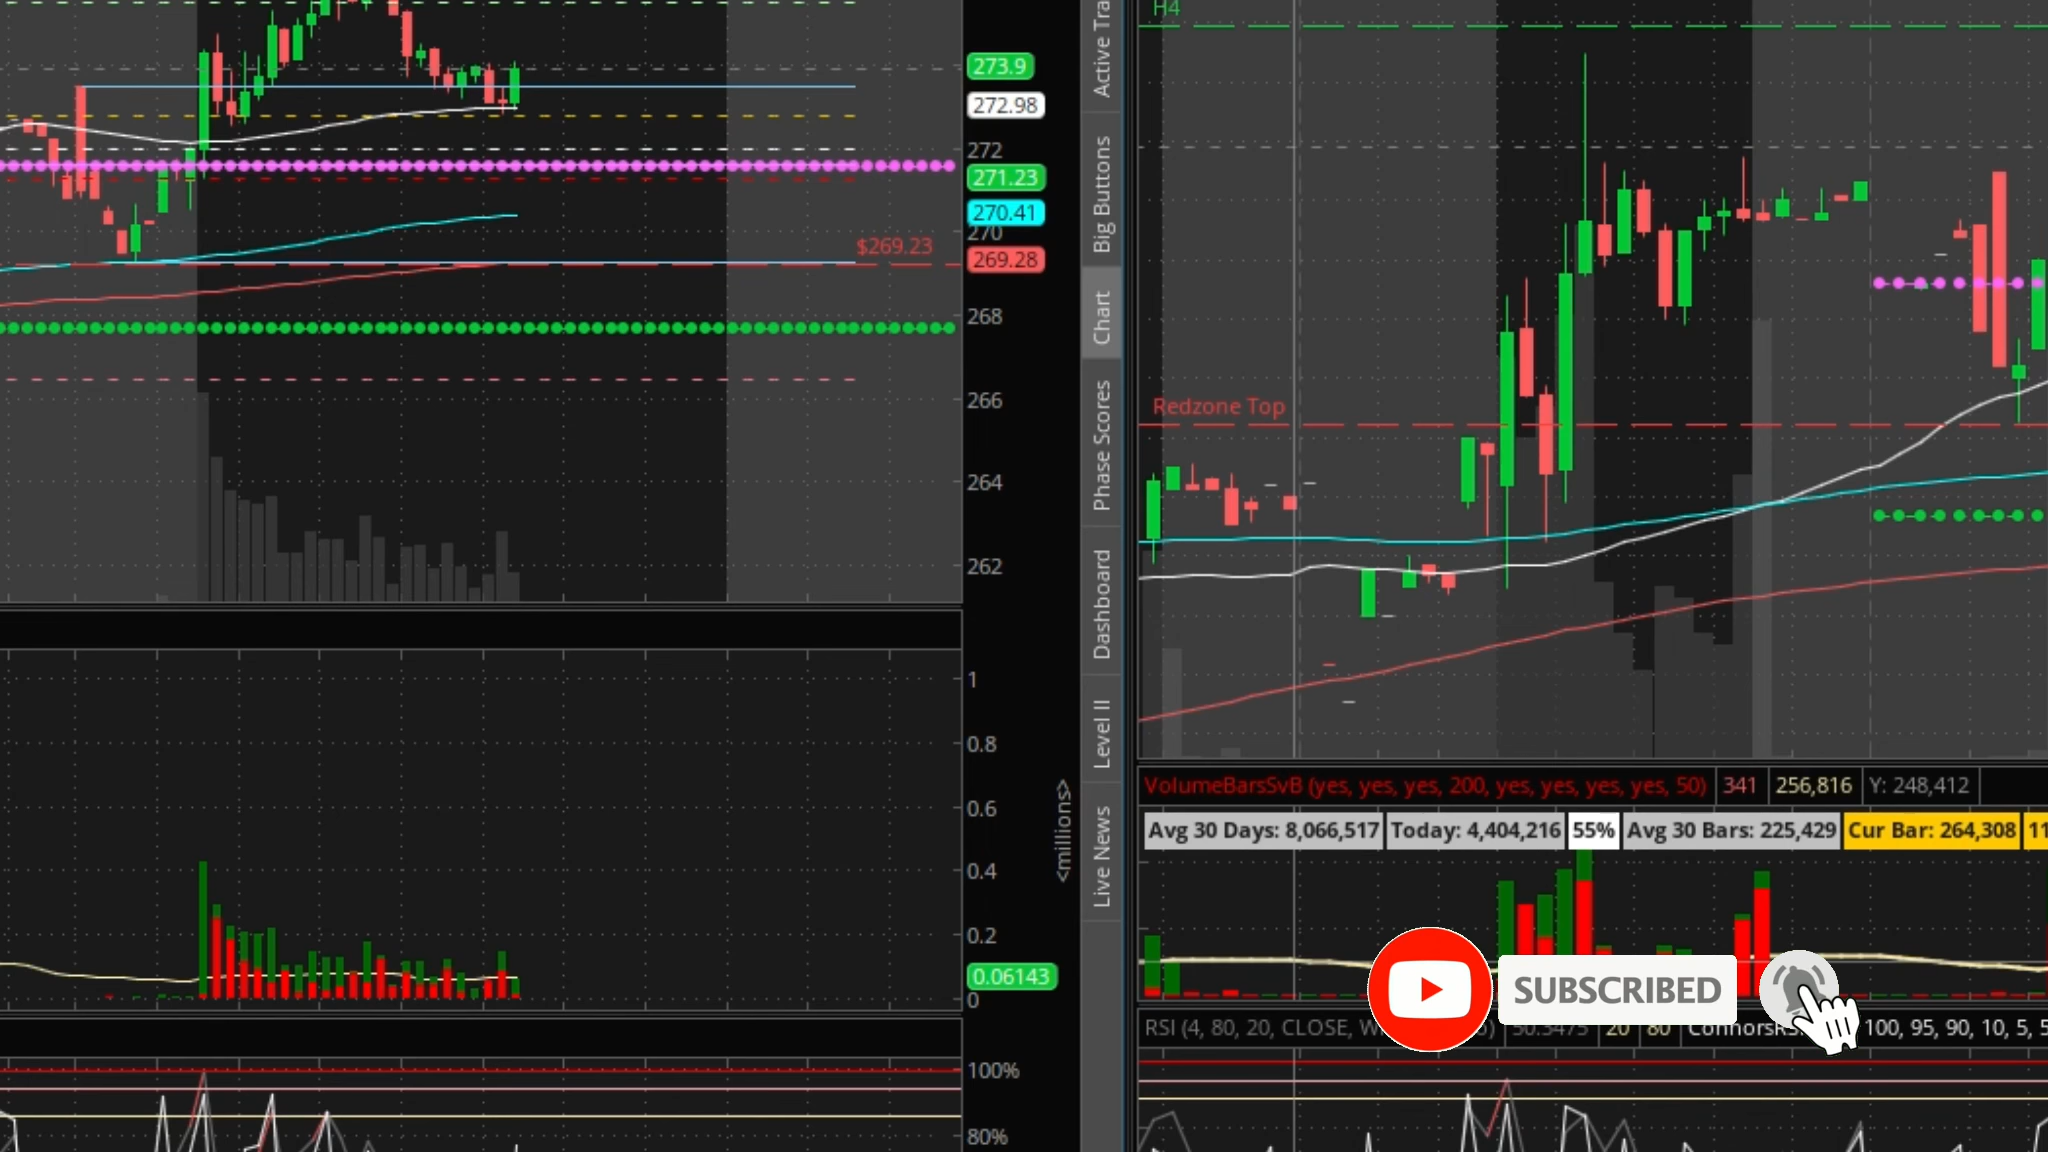 273.9
272.98
272
271.23
270.41
270
$269.23
269.28
268
266
264
262
1
0.8
0.6
0.4
0.2
0.06143
0
<millions>
100%
80%
Active Tra
Big Buttons
Chart
Phase Scores
Dashboard
Level II
Live News
H4
Redzone Top
VolumeBarsSvB (yes, yes, yes, 200, yes, yes, yes, yes, 50) 341 256,816 Y: 248,412
Avg 30 Days: 8,066,517 Today: 4,404,216 55% Avg 30 Bars: 225,429 Cur Bar: 264,308 11
SUBSCRIBED
RSI (4, 80, 20, CLOSE, W 50.3475 20 80 ConnorsRS 100, 95, 90, 10, 5, 5